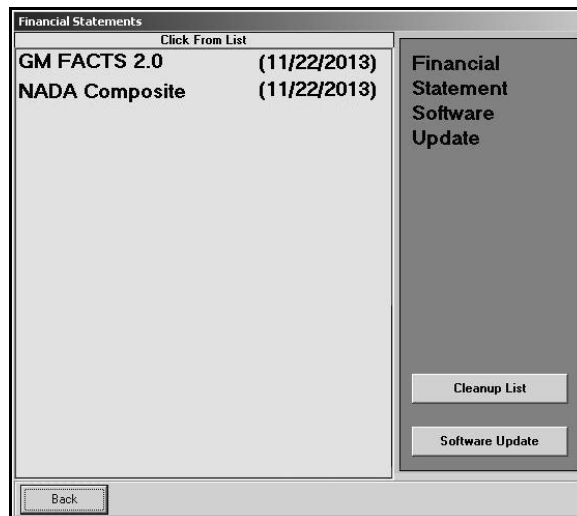 Financial Statements
Click From List
GM FACTS 2.0 (11/22/2013)
NADA Composite (11/22/2013)
Financial
Statement
Software
Update
Cleanup List
Software Update
Back